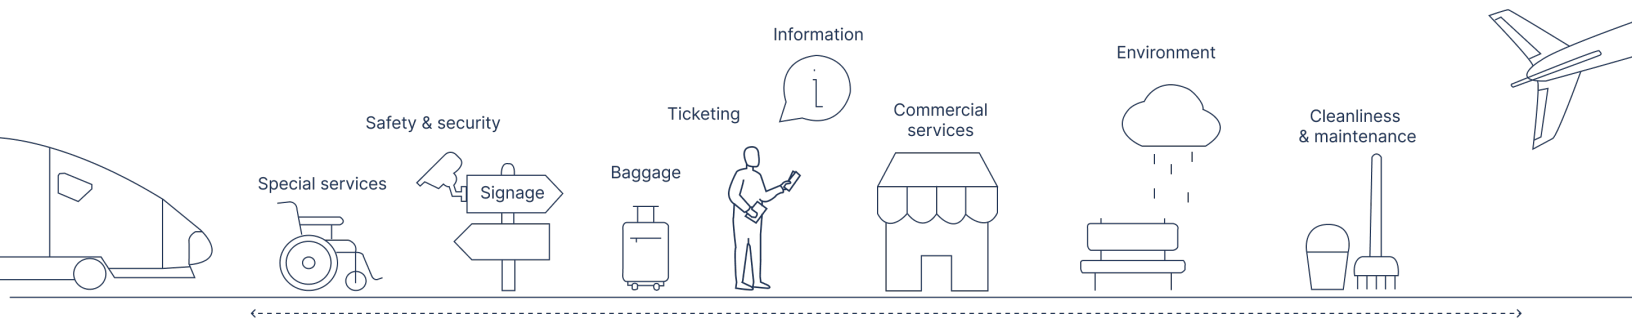 Special services
Safety & security
Signage
Baggage
Ticketing
Information
i
Commercial
services
Environment
Cleanliness
& maintenance